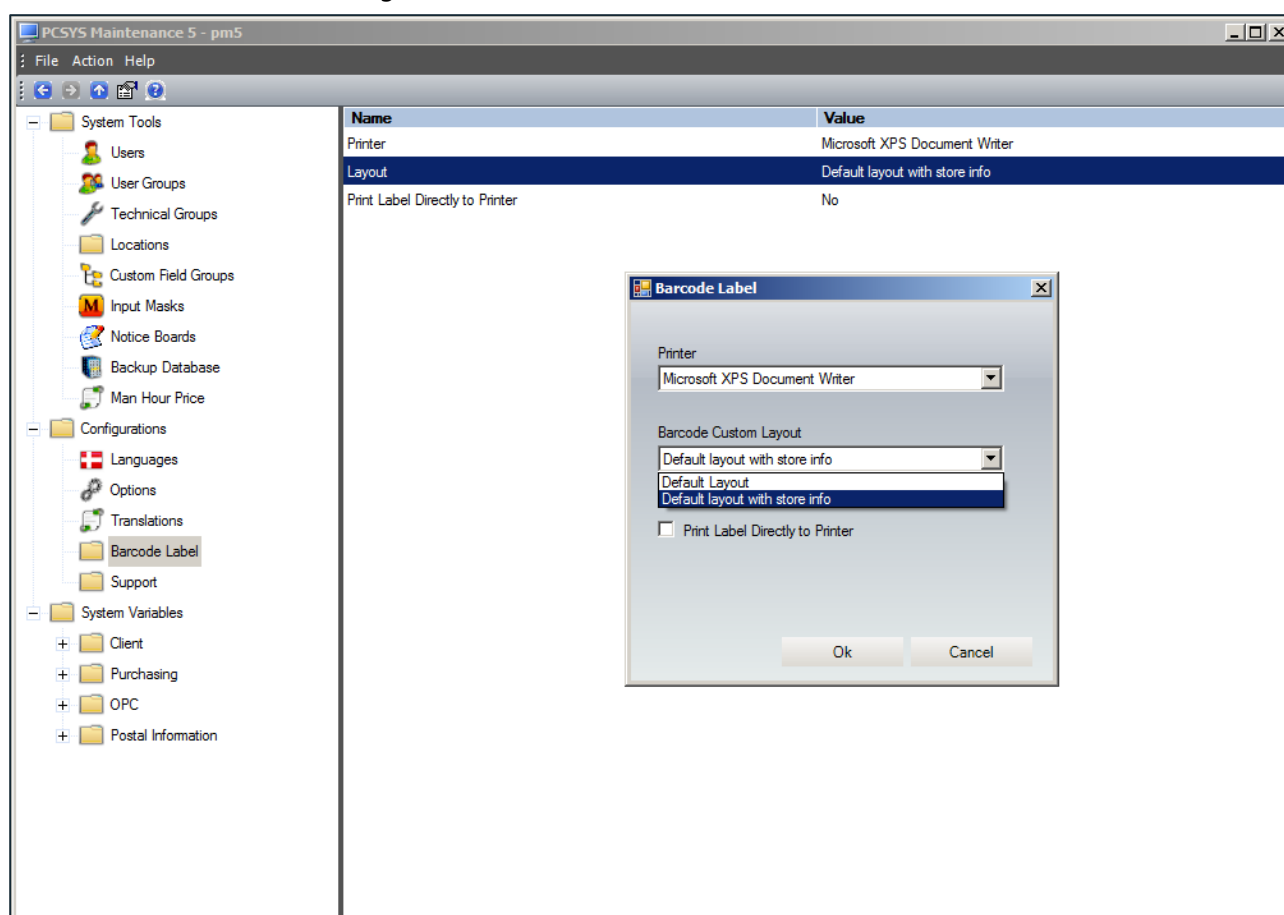 PCSYS Maintenance 5 - pm5
File Action Help
System Tools
Users
User Groups
Technical Groups
Locations
Custom Field Groups
M Input Masks
Notice Boards
Backup Database
Man Hour Price
Configurations
Languages
Options
Translations
Barcode Label
Support
System Variables
Client
Purchasing
OPC
Postal Information
Name Value
Printer Microsoft XPS Document Writer
Layout Default layout with store info
Print Label Directly to Printer No
Barcode Label
Printer
Microsoft XPS Document Writer
Barcode Custom Layout
Default layout with store info
Default Layout
Default layout with store info
Print Label Directly to Printer
Ok Cancel